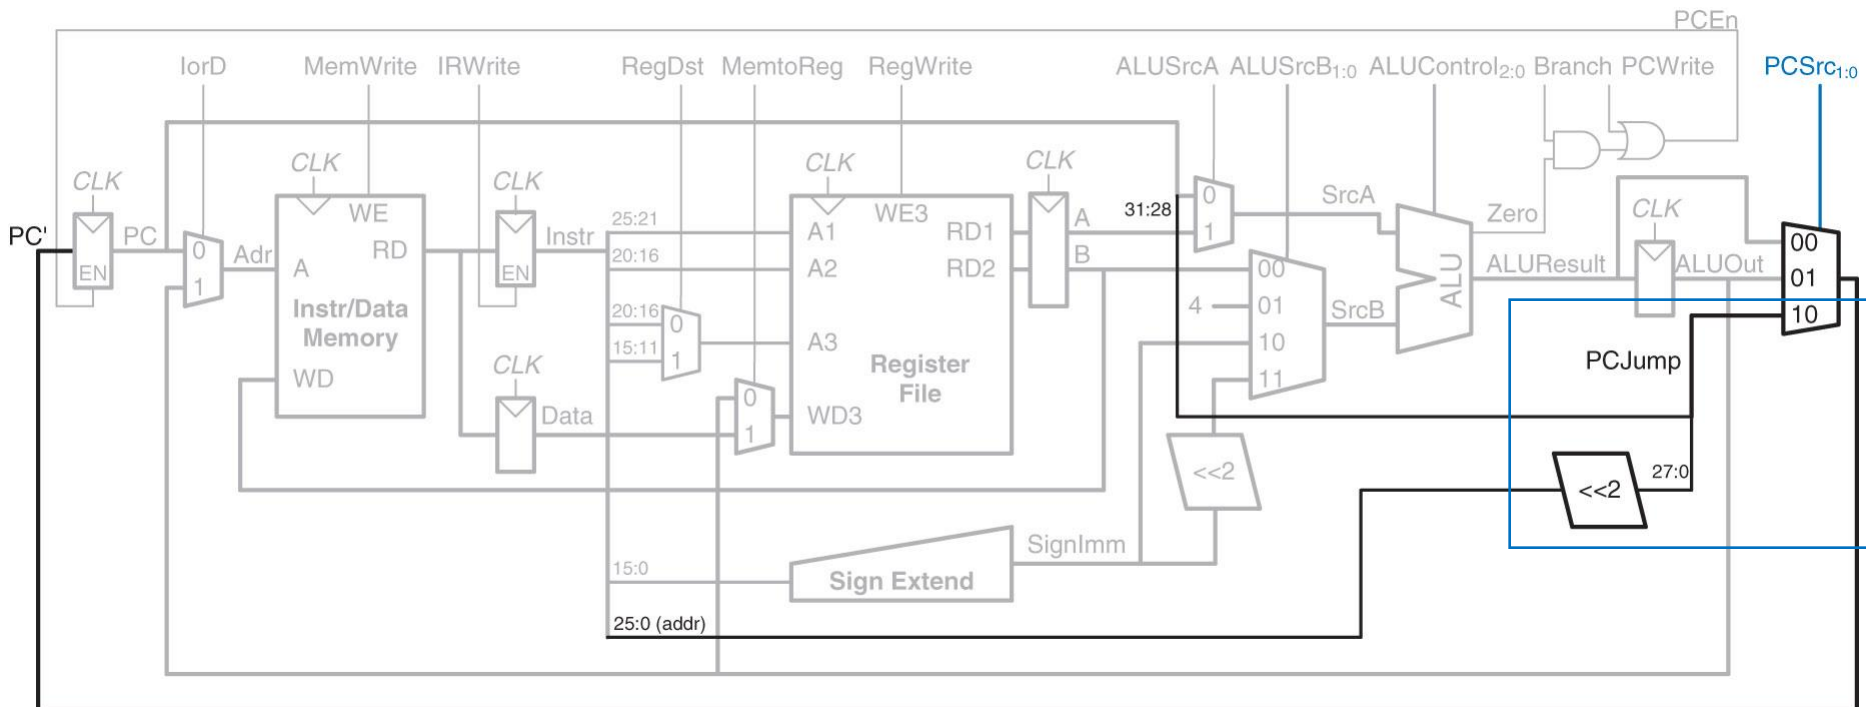 PCEn
IorD MemWrite IRWrite RegDst MemtoReg RegWrite ALUSrcA ALUSrcB1:0 ALUControl2:0 Branch PCWrite PCSrc1:0
CLK CLK CLK CLK CLK CLK
PC' EN PC
0
1
Adr
A
WE
RD
Instr/Data
Memory
WD
EN
Instr
CLK
Data
25:21
20:16
20:16
15:11
0
1
0
1
A1
A2
A3
WD3
WE3
RD1
RD2
Register
File
A
B
31:28
0
1
SrcA
00
4 01
10
11
SrcB
<<2
ALU
Zero
ALUResult
ALUOut
00
01
10
PCJump
<<2
27:0
15:0
Sign Extend
SignImm
25:0 (addr)